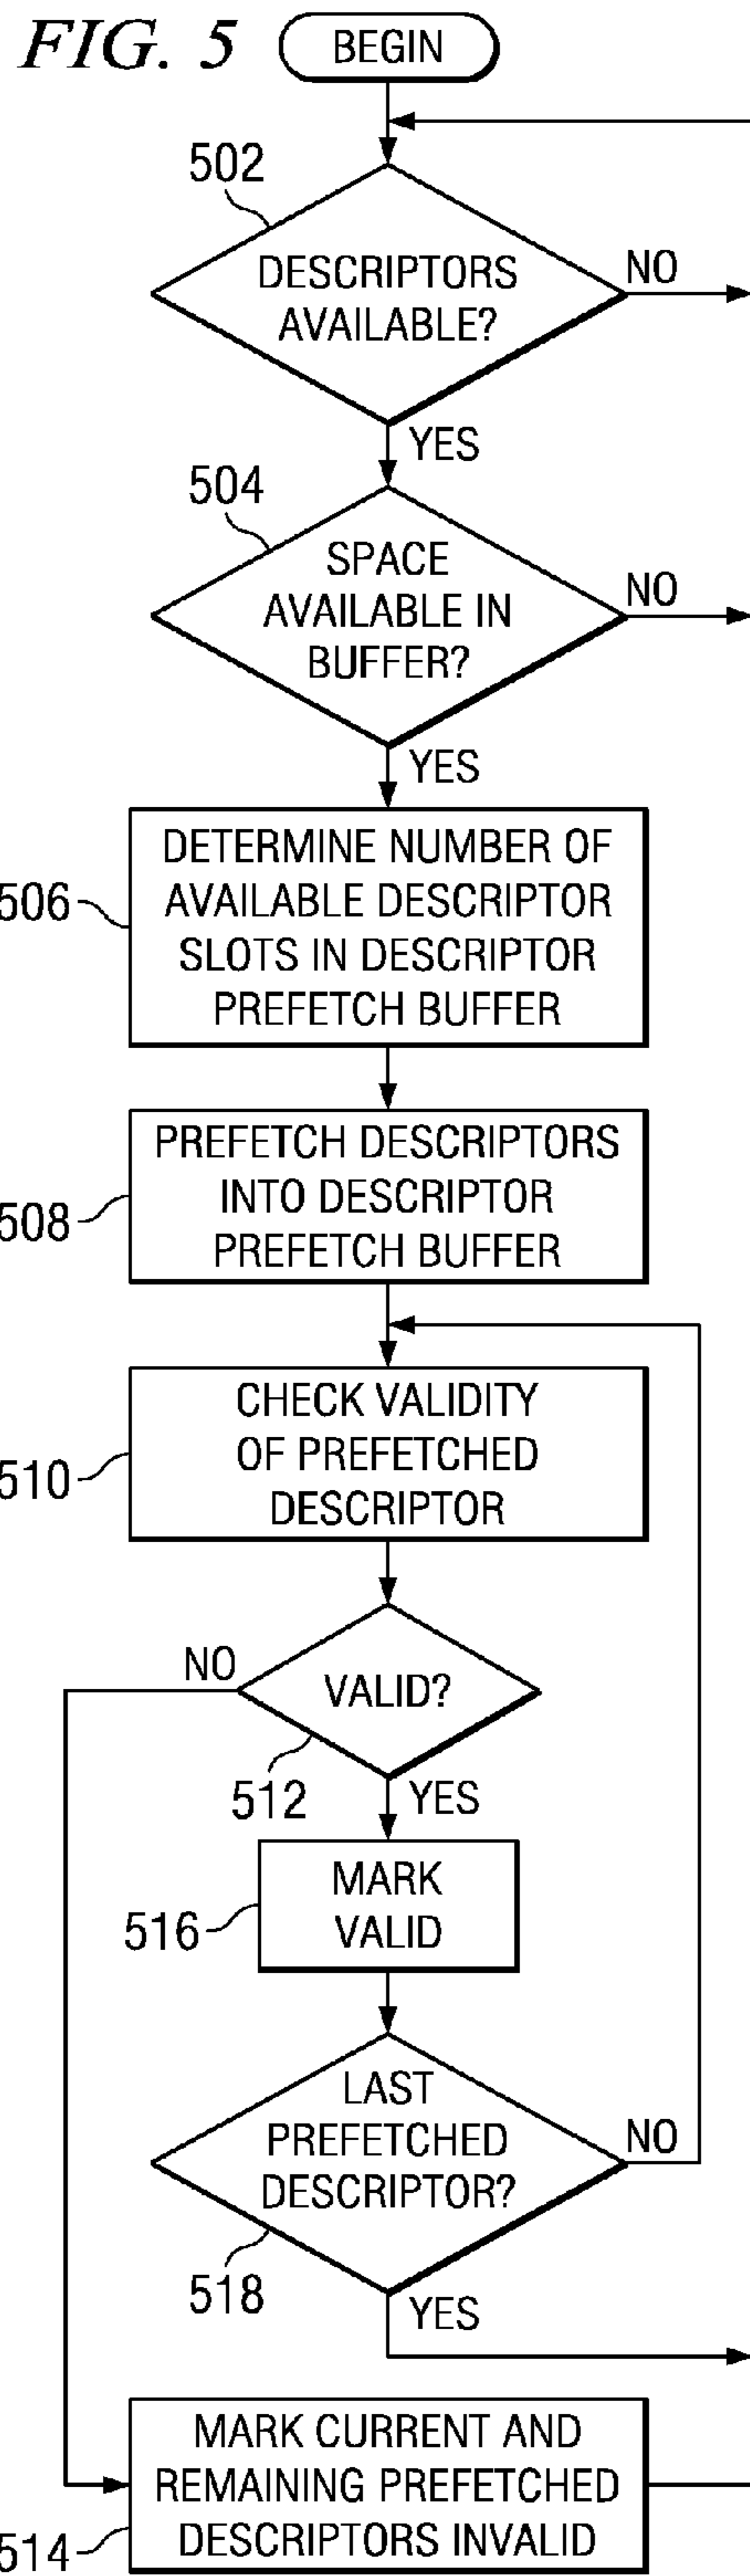 FIG. 5
BEGIN
502
DESCRIPTORS
AVAILABLE?
NO
YES
504
SPACE
AVAILABLE IN
BUFFER?
NO
YES
506
DETERMINE NUMBER OF
AVAILABLE DESCRIPTOR
SLOTS IN DESCRIPTOR
PREFETCH BUFFER
508
PREFETCH DESCRIPTORS
INTO DESCRIPTOR
PREFETCH BUFFER
510
CHECK VALIDITY
OF PREFETCHED
DESCRIPTOR
NO
VALID?
512
YES
516
MARK
VALID
LAST
PREFETCHED
DESCRIPTOR?
NO
518
YES
514
MARK CURRENT AND
REMAINING PREFETCHED
DESCRIPTORS INVALID